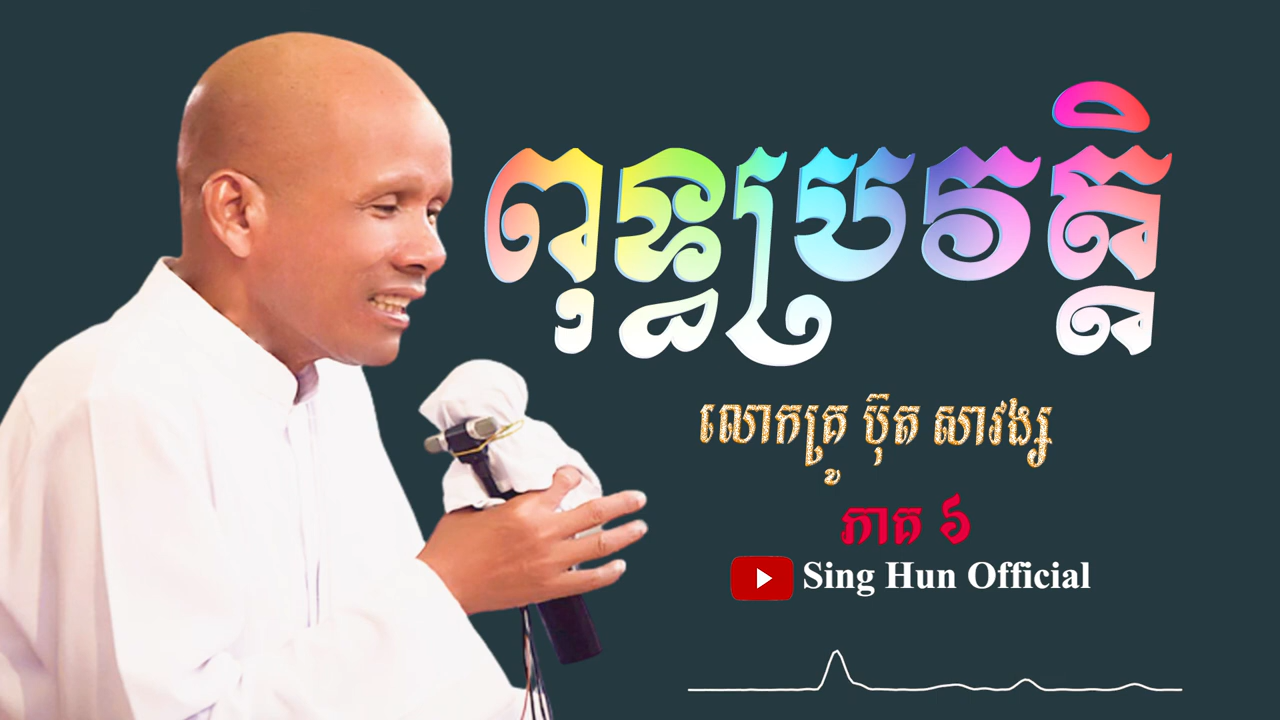 ពុទ្ធប្រវត្តិ
លោកគ្រូ ប៊ុត សាវង្ស
ភាគ ៦
Sing Hun Official